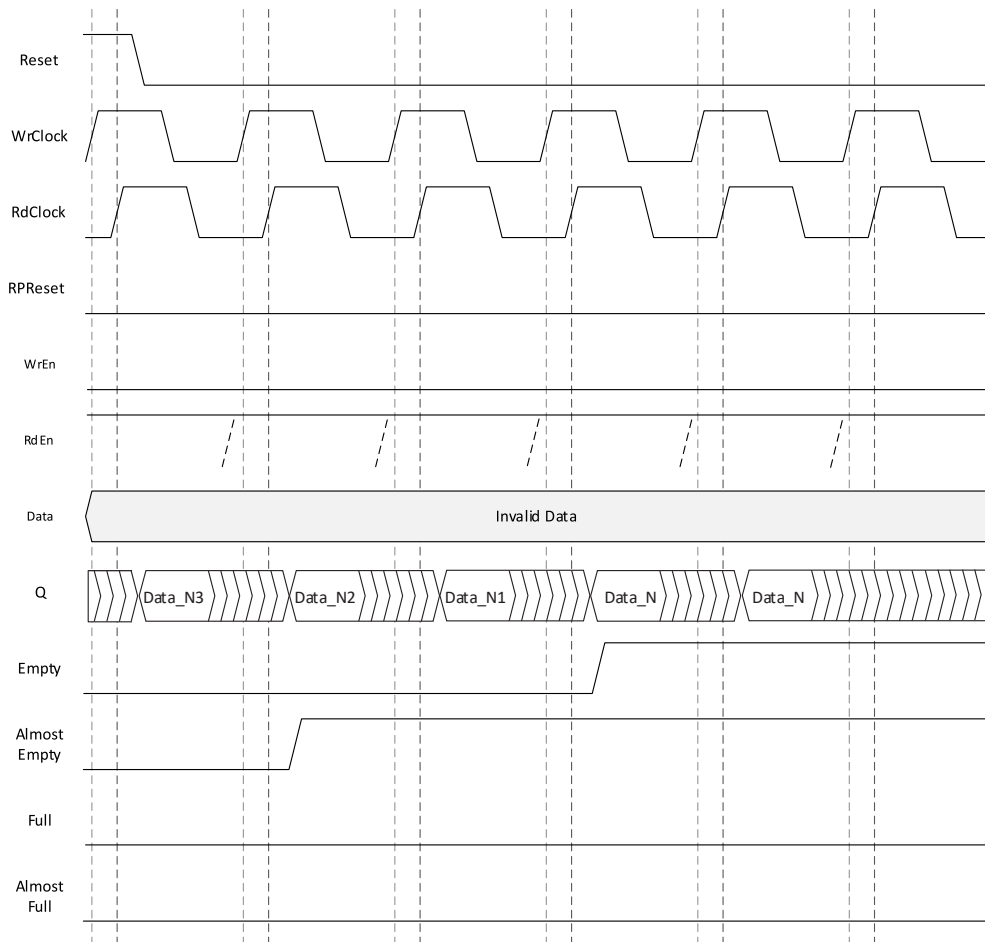 Reset
WrClock
RdClock
RPReset
WrEn
RdEn
Data
Invalid Data
Q
Data_N3
Data_N2
Data_N1
Data_N
Data_N
Empty
Almost
Empty
Full
Almost
Full